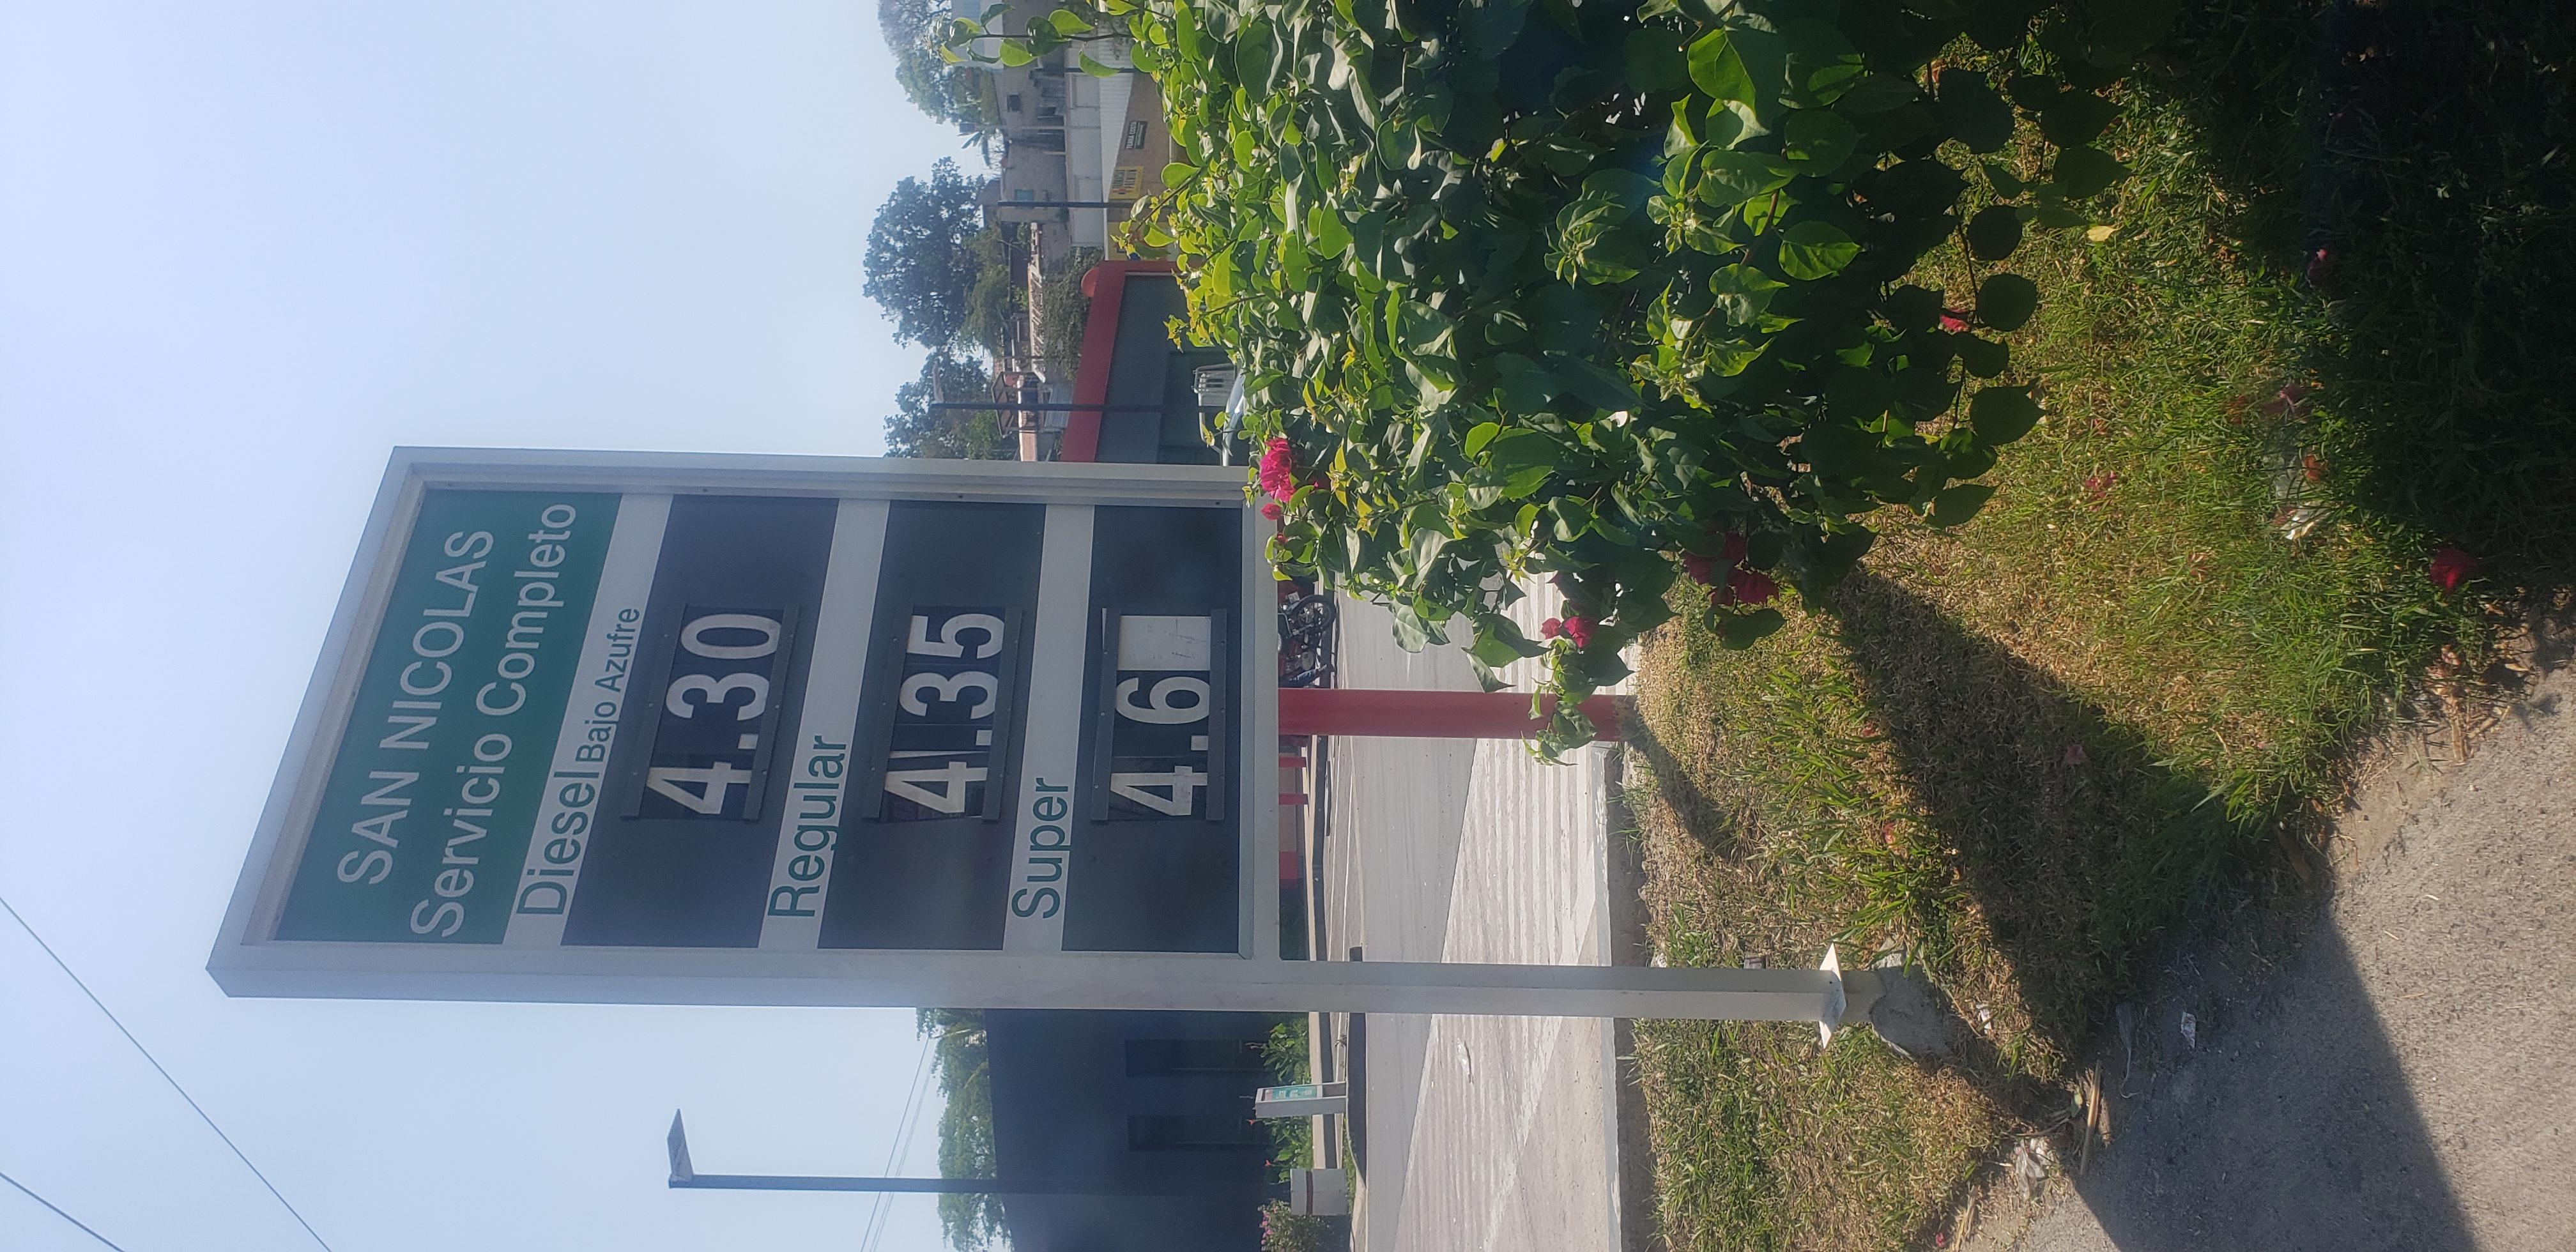 SAN NICOLAS
Servicio Completo
Diesel Bajo Azufre
4.30
Regular
4.35
Super
4.6